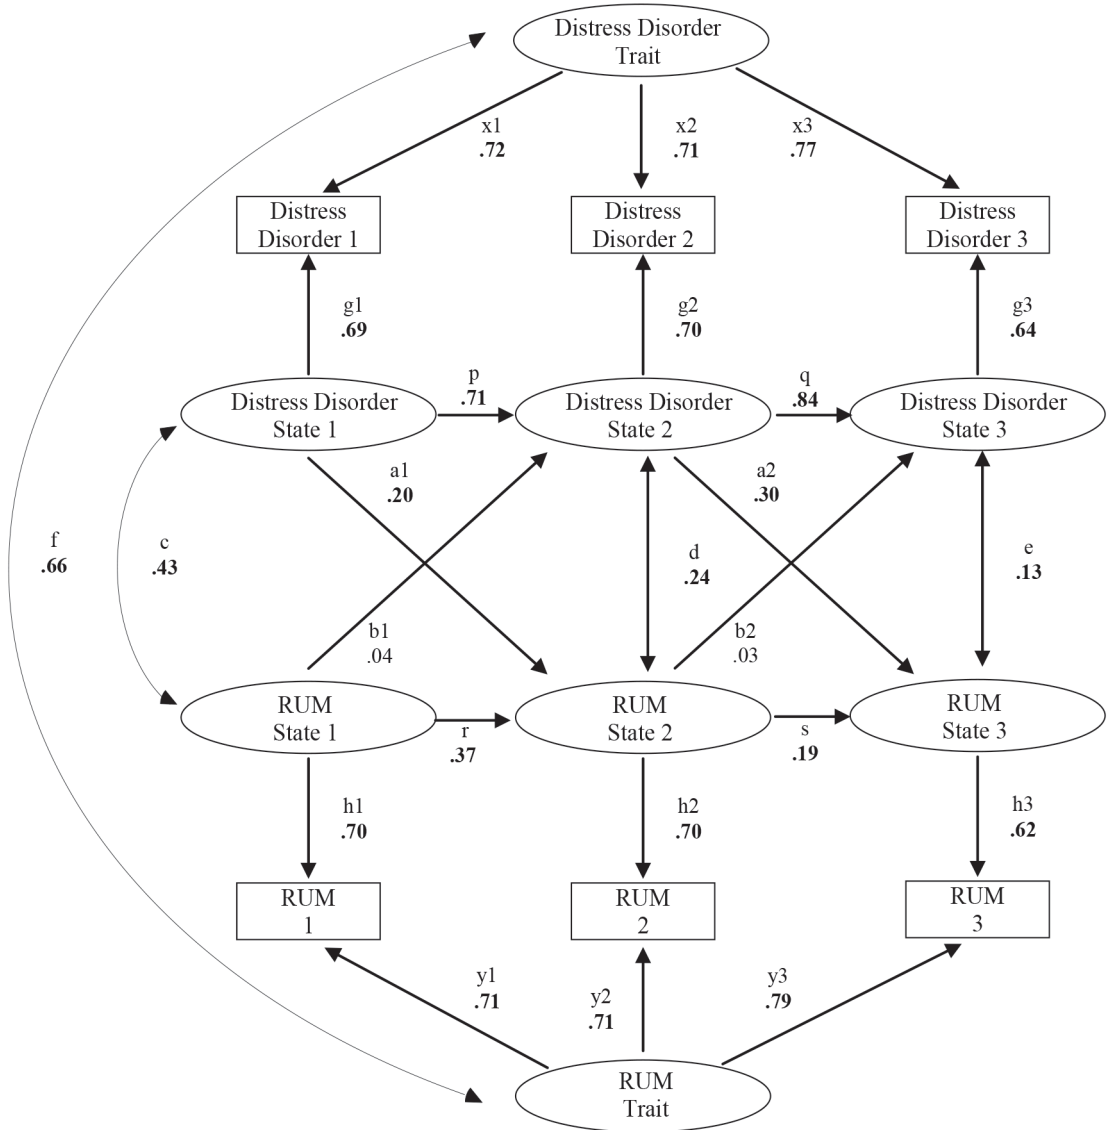 Distress Disorder
Trait
x1
.72
x2
.71
x3
.77
Distress
Disorder 1
Distress
Disorder 2
Distress
Disorder 3
g1
.69
g2
.70
g3
.64
Distress Disorder
State 1
p
.71
Distress Disorder
State 2
q
.84
Distress Disorder
State 3
a1
.20
a2
.30
f
.66
c
.43
d
.24
e
.13
b1
.04
b2
.03
RUM
State 1
r
.37
RUM
State 2
s
.19
RUM
State 3
h1
.70
h2
.70
h3
.62
RUM
1
RUM
2
RUM
3
y1
.71
y2
.71
y3
.79
RUM
Trait